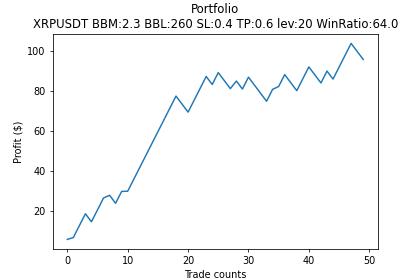 Portfolio
XRPUSDT BBM:2.3 BBL:260 SL:0.4 TP:0.6 lev:20 WinRatio:64.0
100
80
60
40
20
Profit ($)
0 10 20 30 40 50
Trade counts